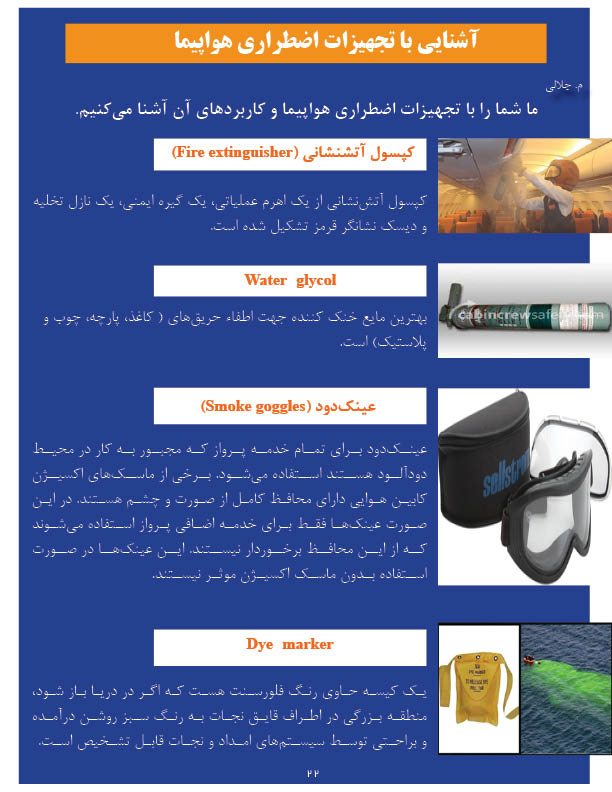 آشنایی با تجهیزات اضطراری هواپیما
م. جلالی
ما شما را با تجهیزات اضطراری هواپیما و کاربردهای آن آشنا می‌کنیم.
کپسول آتشنشانی (Fire extinguisher)
کپسول آتش‌نشانی از یک اهرم عملیاتی، یک گیره ایمنی، یک نازل تخلیه
و دیسک نشانگر قرمز تشکیل شده است.
Water glycol
cabincrewsafety.com
بهترین مایع خنک کننده جهت اطفاء حریق‌های ( کاغذ، پارچه، چوب و
پلاستیک) است.
عینک‌دود (Smoke goggles)
عینک‌دود برای تمام خدمه پرواز که مجبور به کار در محیط
دودآلود هستند استفاده می‌شود. برخی از ماسک‌های اکسیژن
کابین هوایی دارای محافظ کامل از صورت و چشم هستند. در این
صورت عینک‌ها فقط برای خدمه اضافی پرواز استفاده می‌شوند
که از این محافظ برخوردار نیستند. این عینک‌ها در صورت
استفاده بدون ماسک اکسیژن موثر نیستند.
Dye marker
یک کیسه حاوی رنگ فلورسنت هست که اگر در دریا باز شود،
منطقه بزرگی در اطراف قایق نجات به رنگ سبز روشن درآمده
و براحتی توسط سیستم‌های امداد و نجات قابل تشخیص است.
۲۲